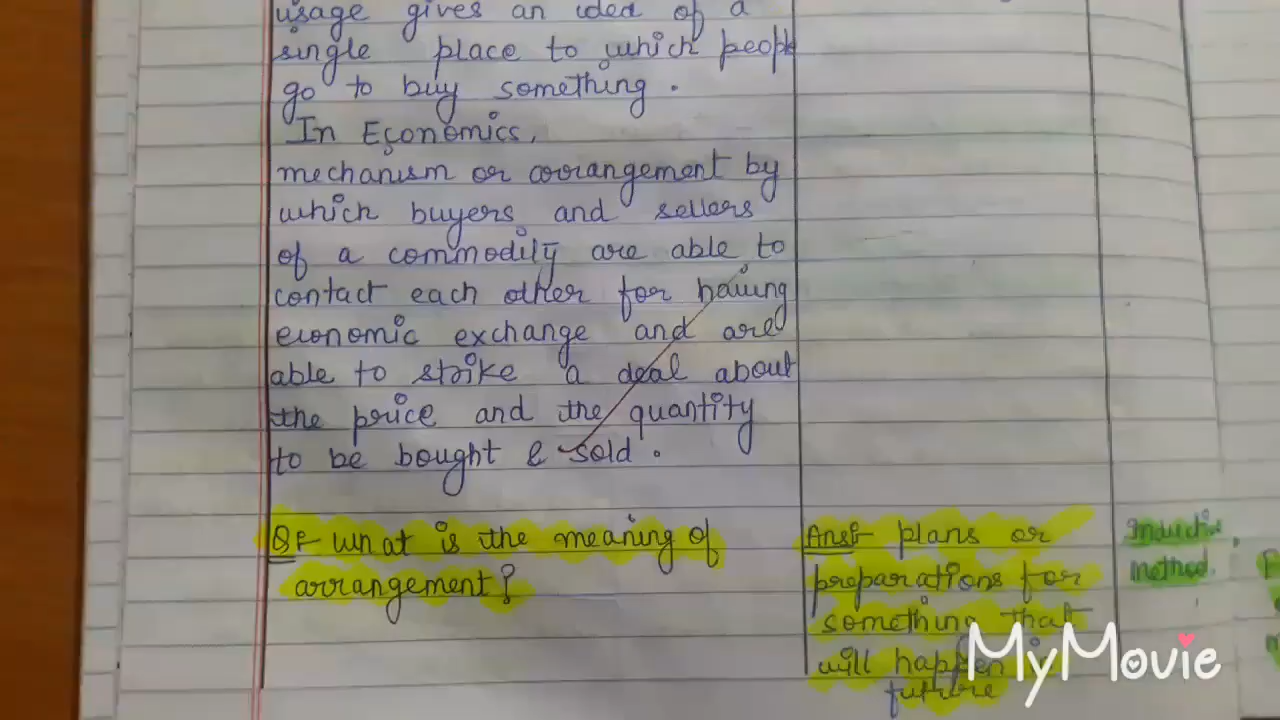 usage gives an idea of a
single place to which people
go to buy something.
In Economics,
mechanism or arrangement by
which buyers and sellers
of a commodity are able to
contact each other for having
economic exchange and are
able to strike a deal about
the price and the quantity
to be bought & sold.
Q:- What is the meaning of
arrangement?
Ans:- plans or
preparations for
something that
will happen in
future
method.
MyMovie